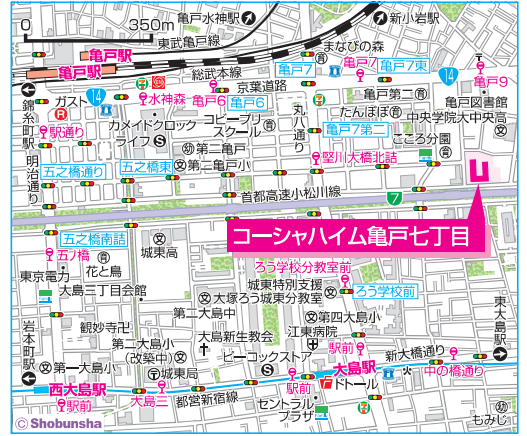 0 350m
亀戸水神駅
新小岩駅
東武亀戸線
まなびの森
亀戸駅
亀戸駅
総武本線
亀戸7
亀戸7
亀戸7東
14
亀戸9
ガスト
14
水神森
亀戸6
亀戸6
京葉道路
亀戸第二
亀戸図書館
錦糸町駅
駅通り
カメイドクロック
ライフ
コピープリ
スクール
丸八通り
たんぽぽ
中央学院大中央高
亀戸7第二
こころ公園
第二亀戸
明治通り
五之橋通り
五之橋東
第二亀戸小
竪川大橋北詰
首都高速小松川線
7
コーシャハイム亀戸七丁目
五之橋南詰
五ノ橋
城東高
東京電力
花と鳥
大島三丁目会館
ろう学校分教室前
城東特別支援
大塚ろう城東分教室
ろう学校前
第二大島中
第四大島小
岩本町駅
観妙寺
第二大島小
(改築中)
大島新生教会
江東病院
東大島駅
第一大島小
ピーコックストア
駅前
大島駅
新大橋通り
城東局
西大島駅
大島三
都営新宿線
駅前
ドトール
中の橋通り
駅前
セントラル
プラザ
もみじ
© Shobunsha